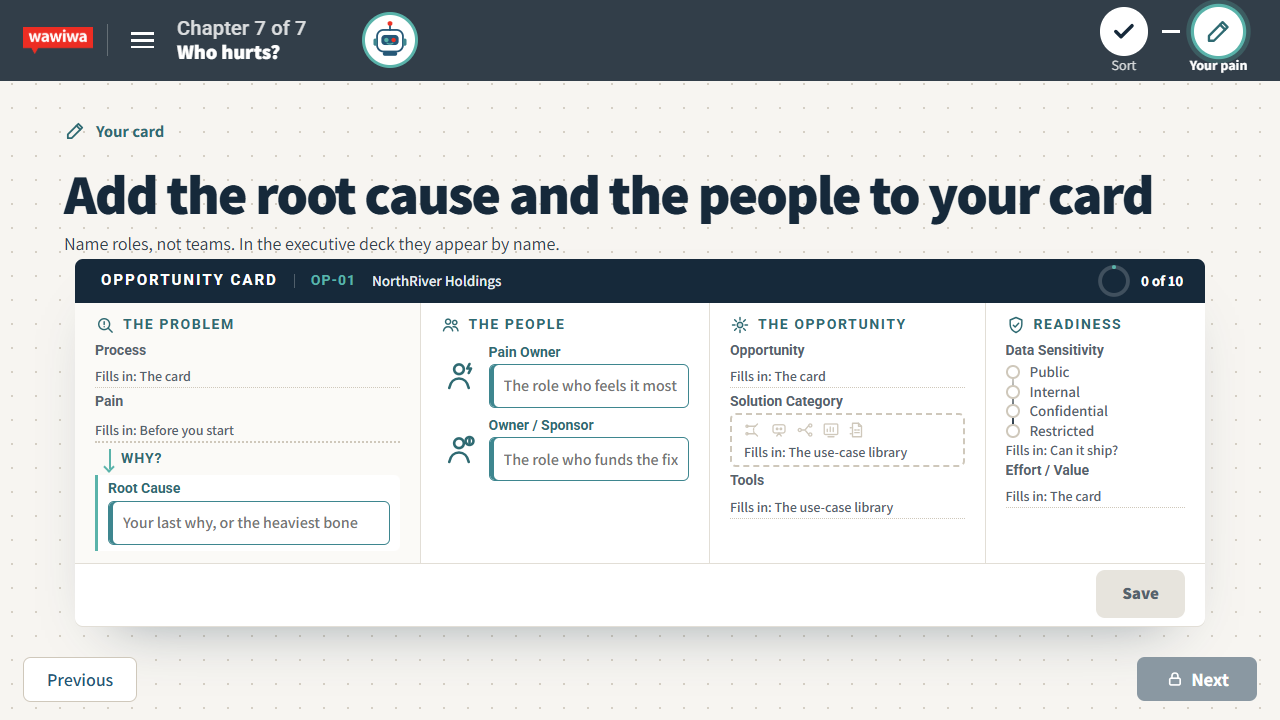 wawiwa
Chapter 7 of 7
Who hurts?
Sort
Your pain
Your card
Add the root cause and the people to your card
Name roles, not teams. In the executive deck they appear by name.
OPPORTUNITY CARD
OP-01
NorthRiver Holdings
0 of 10
THE PROBLEM
Process
Fills in: The card
Pain
Fills in: Before you start
WHY?
Root Cause
Your last why, or the heaviest bone
THE PEOPLE
Pain Owner
The role who feels it most
Owner / Sponsor
The role who funds the fix
THE OPPORTUNITY
Opportunity
Fills in: The card
Solution Category
Fills in: The use-case library
Tools
Fills in: The use-case library
READINESS
Data Sensitivity
Public
Internal
Confidential
Restricted
Fills in: Can it ship?
Effort / Value
Fills in: The card
Save
Previous
Next